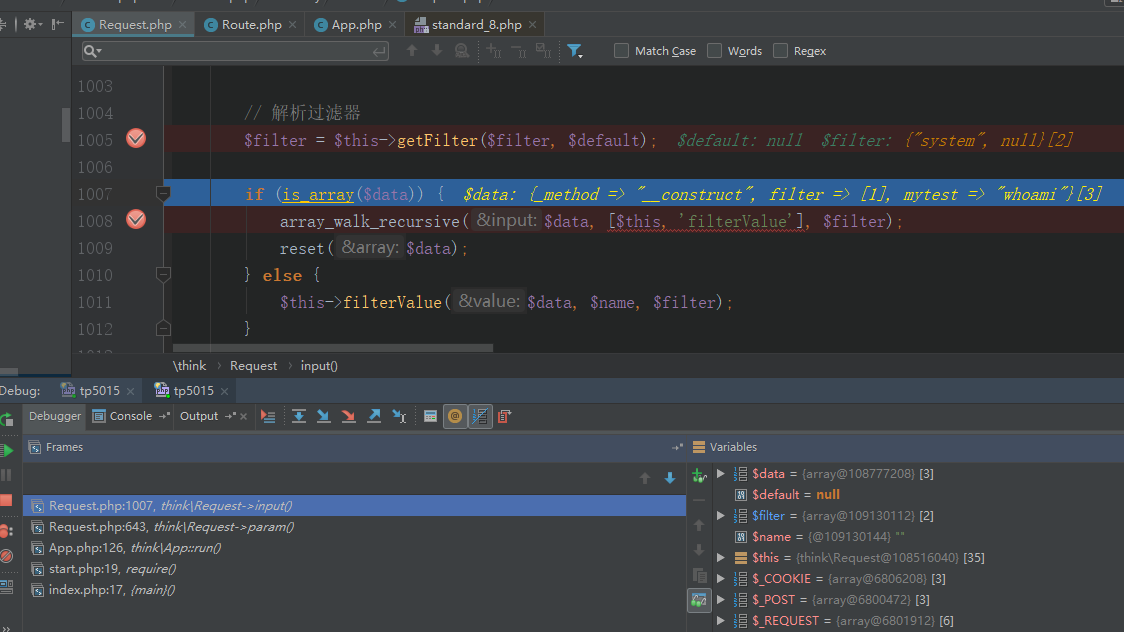 Request.php × Route.php × App.php × standard_8.php ×
Match Case Words Regex
1003
1004 // 解析过滤器
1005 $filter = $this->getFilter($filter, $default); $default: null $filter: {"system", null}[2]
1006
1007 if (is_array($data)) { $data: {_method => "__construct", filter => [1], mytest => "whoami"}[3]
1008 array_walk_recursive( &input: $data, [$this, 'filterValue'], $filter);
1009 reset( &array: $data);
1010 } else {
1011 $this->filterValue( &value: $data, $name, $filter);
1012 }
\think › Request › input()
Debug: tp5015 × tp5015 ×
Debugger Console Output
Frames
Variables
Request.php:1007, think\Request->input()
Request.php:643, think\Request->param()
App.php:126, think\App::run()
start.php:19, require()
index.php:17, {main}()
$data = {array@108777208} [3]
$default = null
$filter = {array@109130112} [2]
$name = {@109130144} ""
$this = {think\Request@108516040} [35]
$_COOKIE = {array@6806208} [3]
$_POST = {array@6800472} [3]
$_REQUEST = {array@6801912} [6]